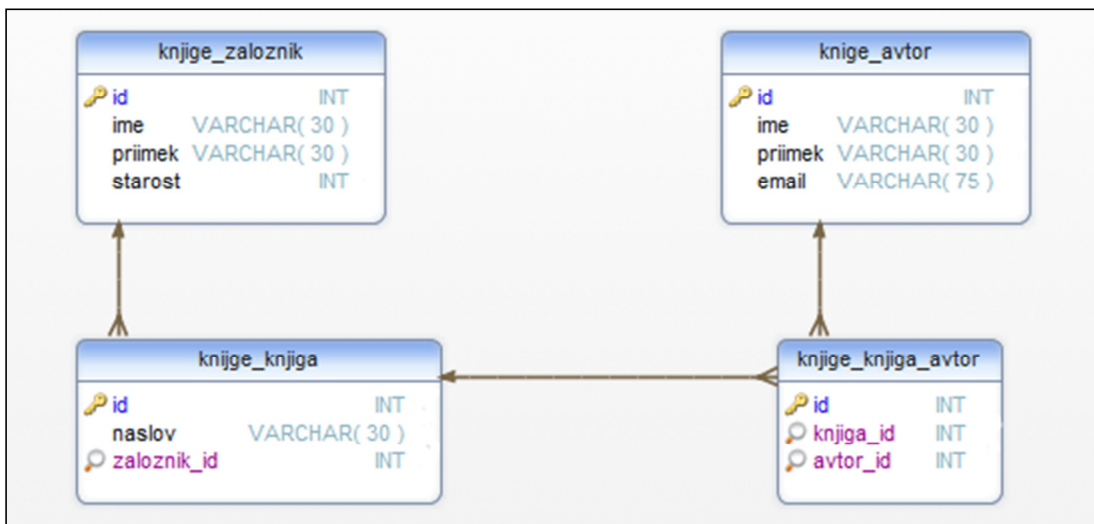 knjige_zaloznik
id INT
ime VARCHAR( 30 )
priimek VARCHAR( 30 )
starost INT
knige_avtor
id INT
ime VARCHAR( 30 )
priimek VARCHAR( 30 )
email VARCHAR( 75 )
knijge_knjiga
id INT
naslov VARCHAR( 30 )
zaloznik_id INT
knjige_knjiga_avtor
id INT
knjiga_id INT
avtor_id INT